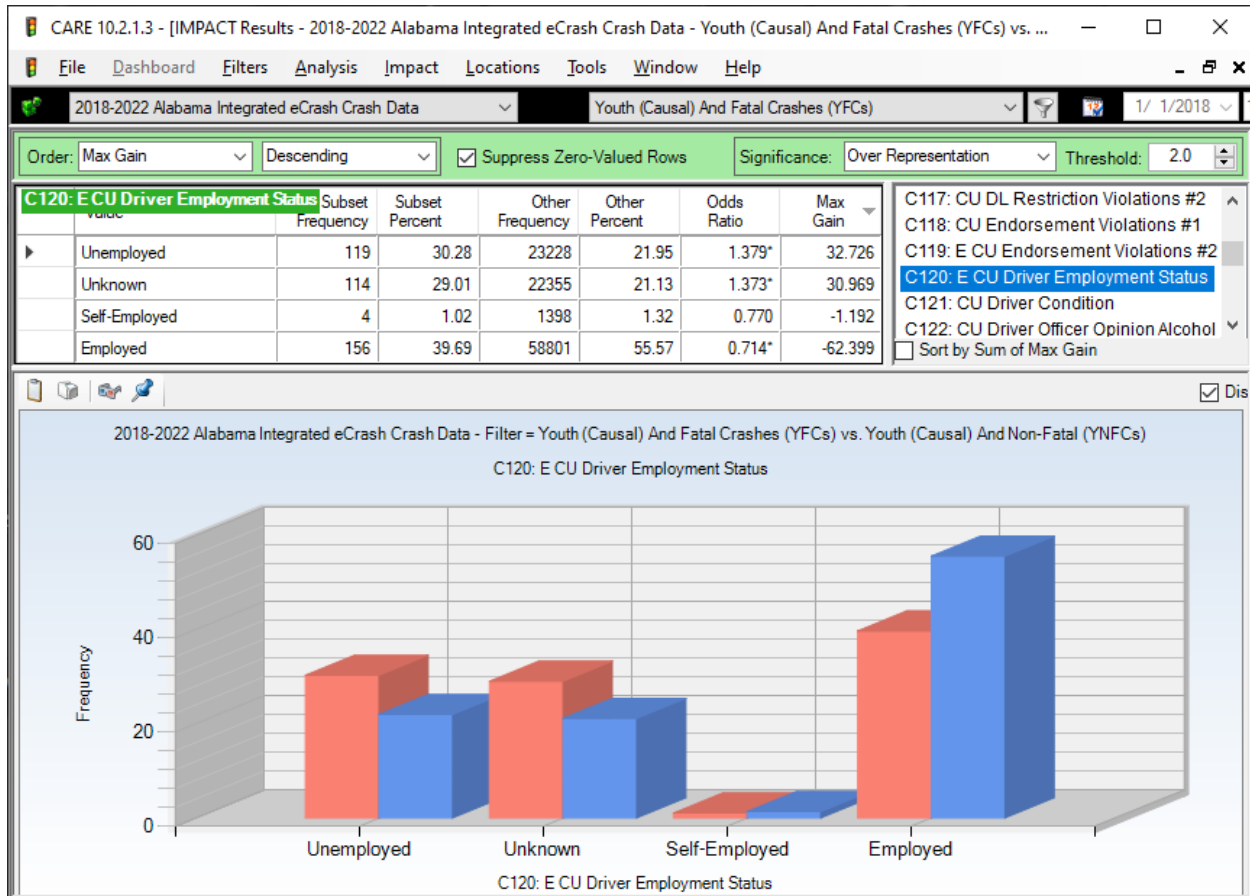 CARE 10.2.1.3 - [IMPACT Results - 2018-2022 Alabama Integrated eCrash Crash Data - Youth (Causal) And Fatal Crashes (YFCs) vs. ...
File Dashboard Filters Analysis Impact Locations Tools Window Help
2018-2022 Alabama Integrated eCrash Crash Data Youth (Causal) And Fatal Crashes (YFCs) 1/ 1/2018
Order: Max Gain Descending Suppress Zero-Valued Rows Significance: Over Representation Threshold: 2.0
C120: E CU Driver Employment Status Subset Frequency Subset Percent Other Frequency Other Percent Odds Ratio Max Gain
Unemployed 119 30.28 23228 21.95 1.379* 32.726
Unknown 114 29.01 22355 21.13 1.373* 30.969
Self-Employed 4 1.02 1398 1.32 0.770 -1.192
Employed 156 39.69 58801 55.57 0.714* -62.399
C117: CU DL Restriction Violations #2
C118: CU Endorsement Violations #1
C119: E CU Endorsement Violations #2
C120: E CU Driver Employment Status
C121: CU Driver Condition
C122: CU Driver Officer Opinion Alcohol
Sort by Sum of Max Gain
Dis
2018-2022 Alabama Integrated eCrash Crash Data - Filter = Youth (Causal) And Fatal Crashes (YFCs) vs. Youth (Causal) And Non-Fatal (YNFCs)
C120: E CU Driver Employment Status
60
40
20
0
Frequency
Unemployed Unknown Self-Employed Employed
C120: E CU Driver Employment Status